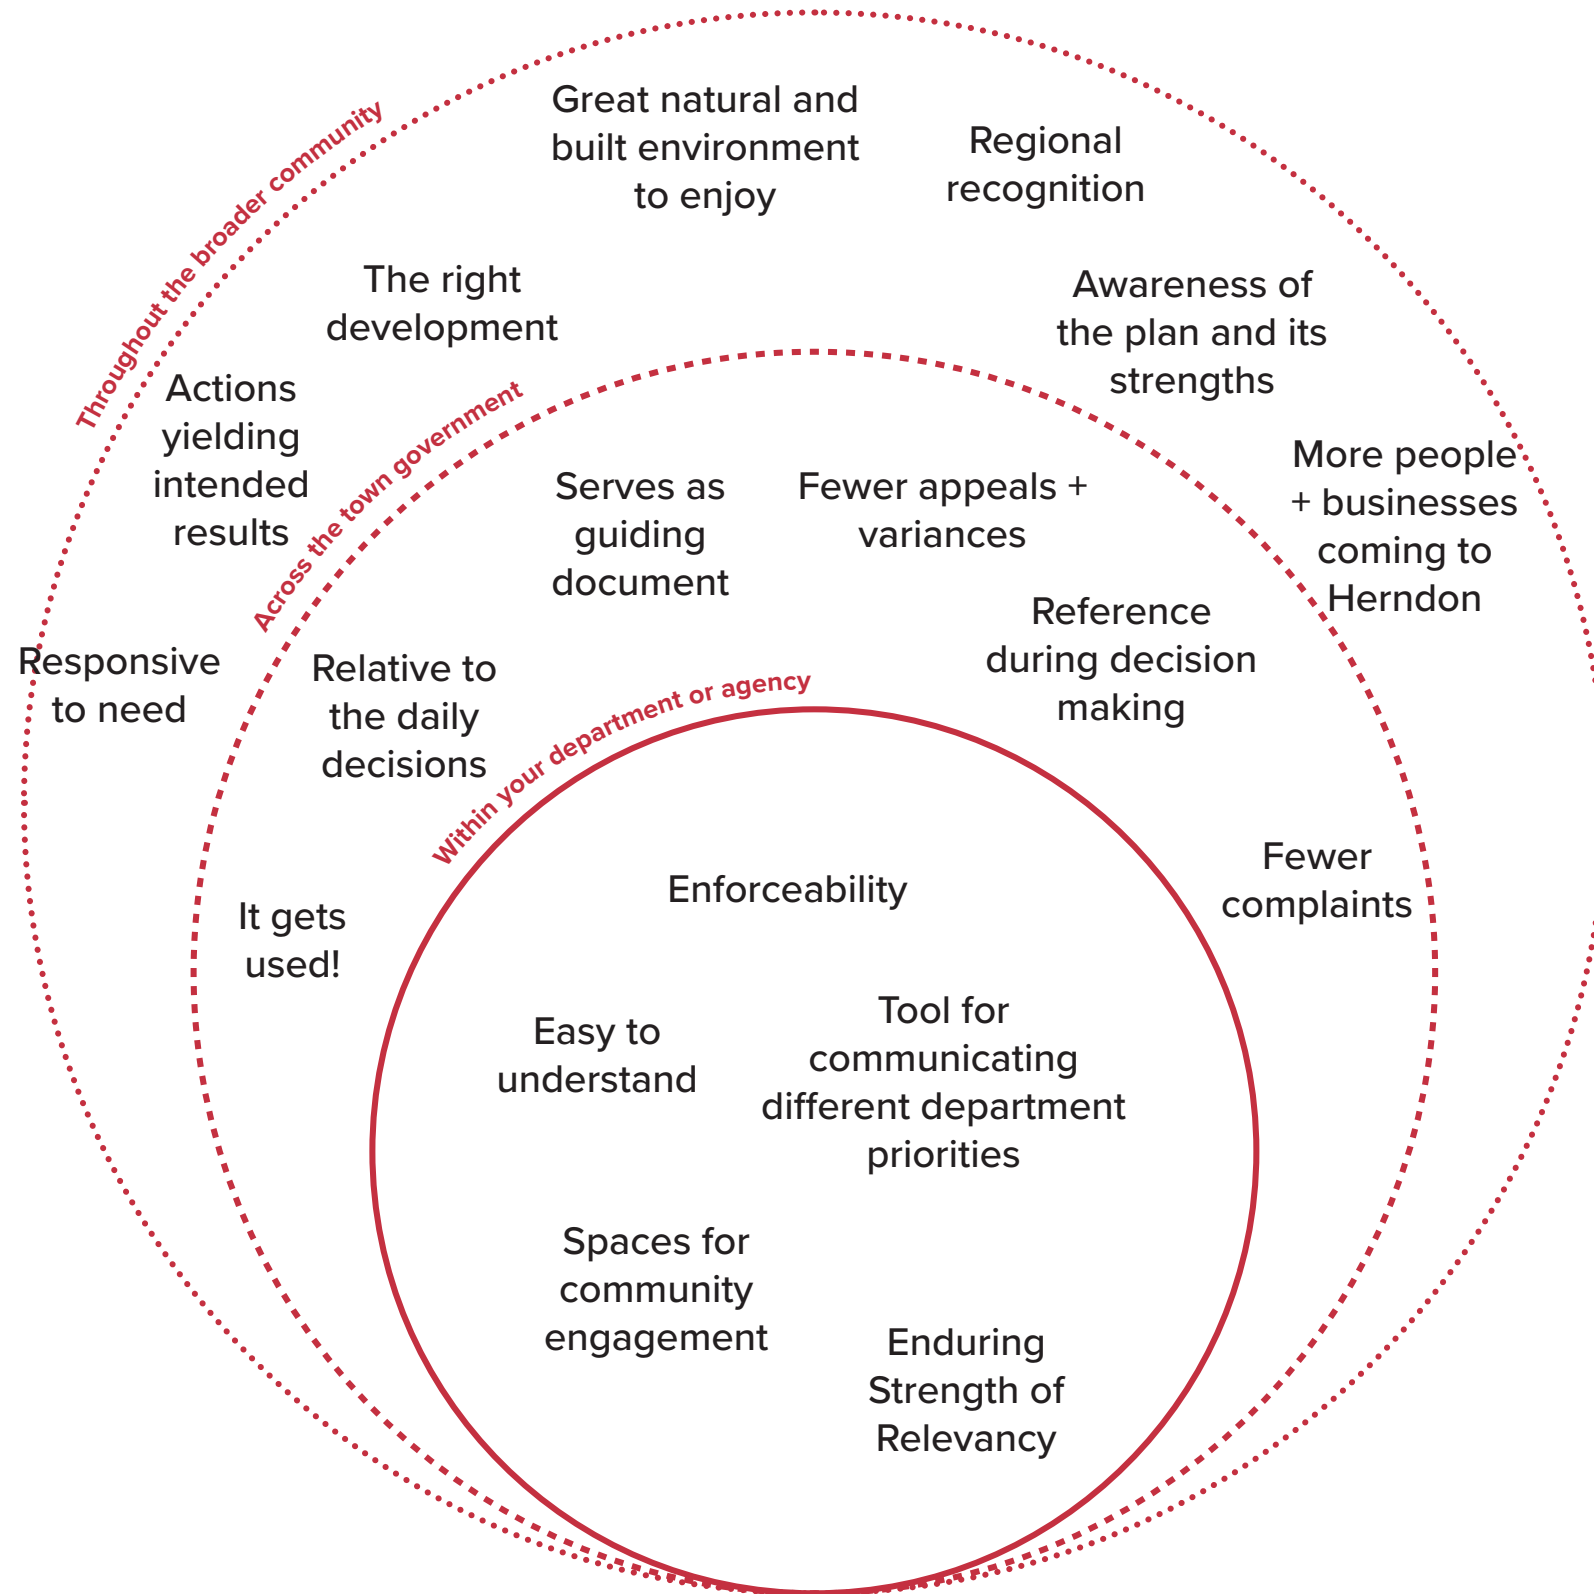 Throughout the broader community
Great natural and
built environment
to enjoy
Regional
recognition
The right
development
Awareness of
the plan and its
strengths
Actions
yielding
intended
results
More people
+ businesses
coming to
Herndon
Responsive
to need
Across the town government
Serves as
guiding
document
Fewer appeals +
variances
Reference
during decision
making
Relative to
the daily
decisions
It gets
used!
Fewer
complaints
Within your department or agency
Enforceability
Easy to
understand
Tool for
communicating
different department
priorities
Spaces for
community
engagement
Enduring
Strength of
Relevancy